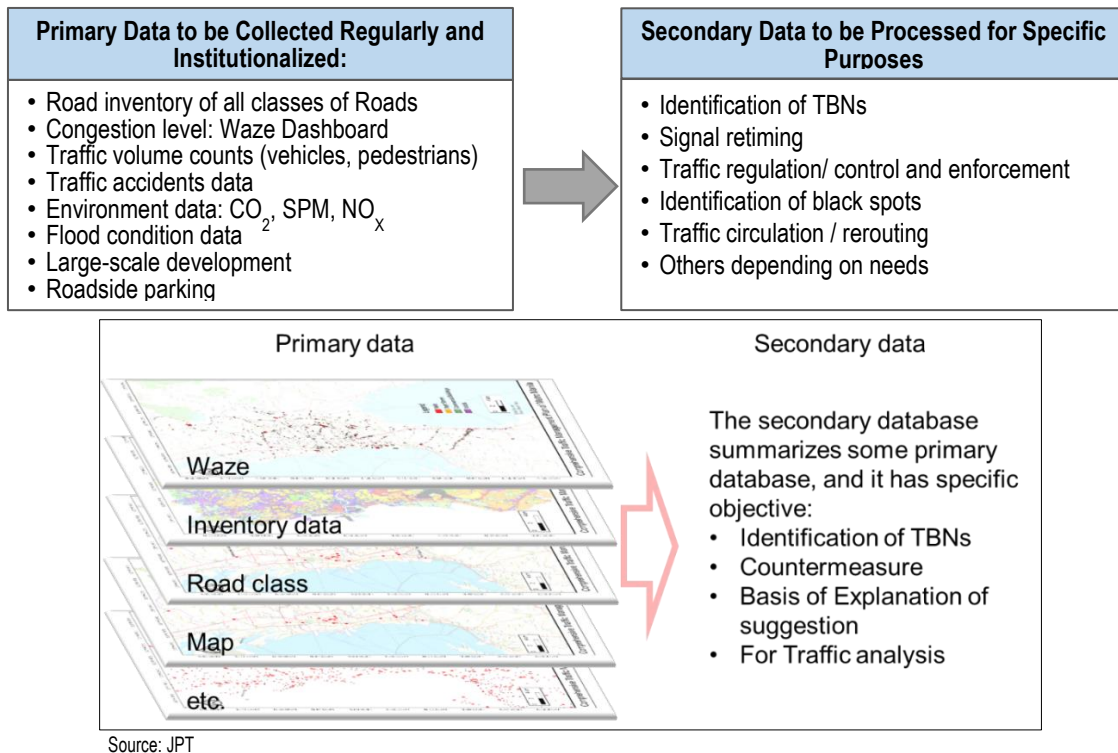 Primary Data to be Collected Regularly and
Institutionalized:
• Road inventory of all classes of Roads
• Congestion level: Waze Dashboard
• Traffic volume counts (vehicles, pedestrians)
• Traffic accidents data
• Environment data: CO2, SPM, NOX
• Flood condition data
• Large-scale development
• Roadside parking
Secondary Data to be Processed for Specific
Purposes
• Identification of TBNs
• Signal retiming
• Traffic regulation/ control and enforcement
• Identification of black spots
• Traffic circulation / rerouting
• Others depending on needs
Primary data
Waze
Inventory data
Road class
Map
etc.
Secondary data
The secondary database
summarizes some primary
database, and it has specific
objective:
• Identification of TBNs
• Countermeasure
• Basis of Explanation of
suggestion
• For Traffic analysis
Source: JPT